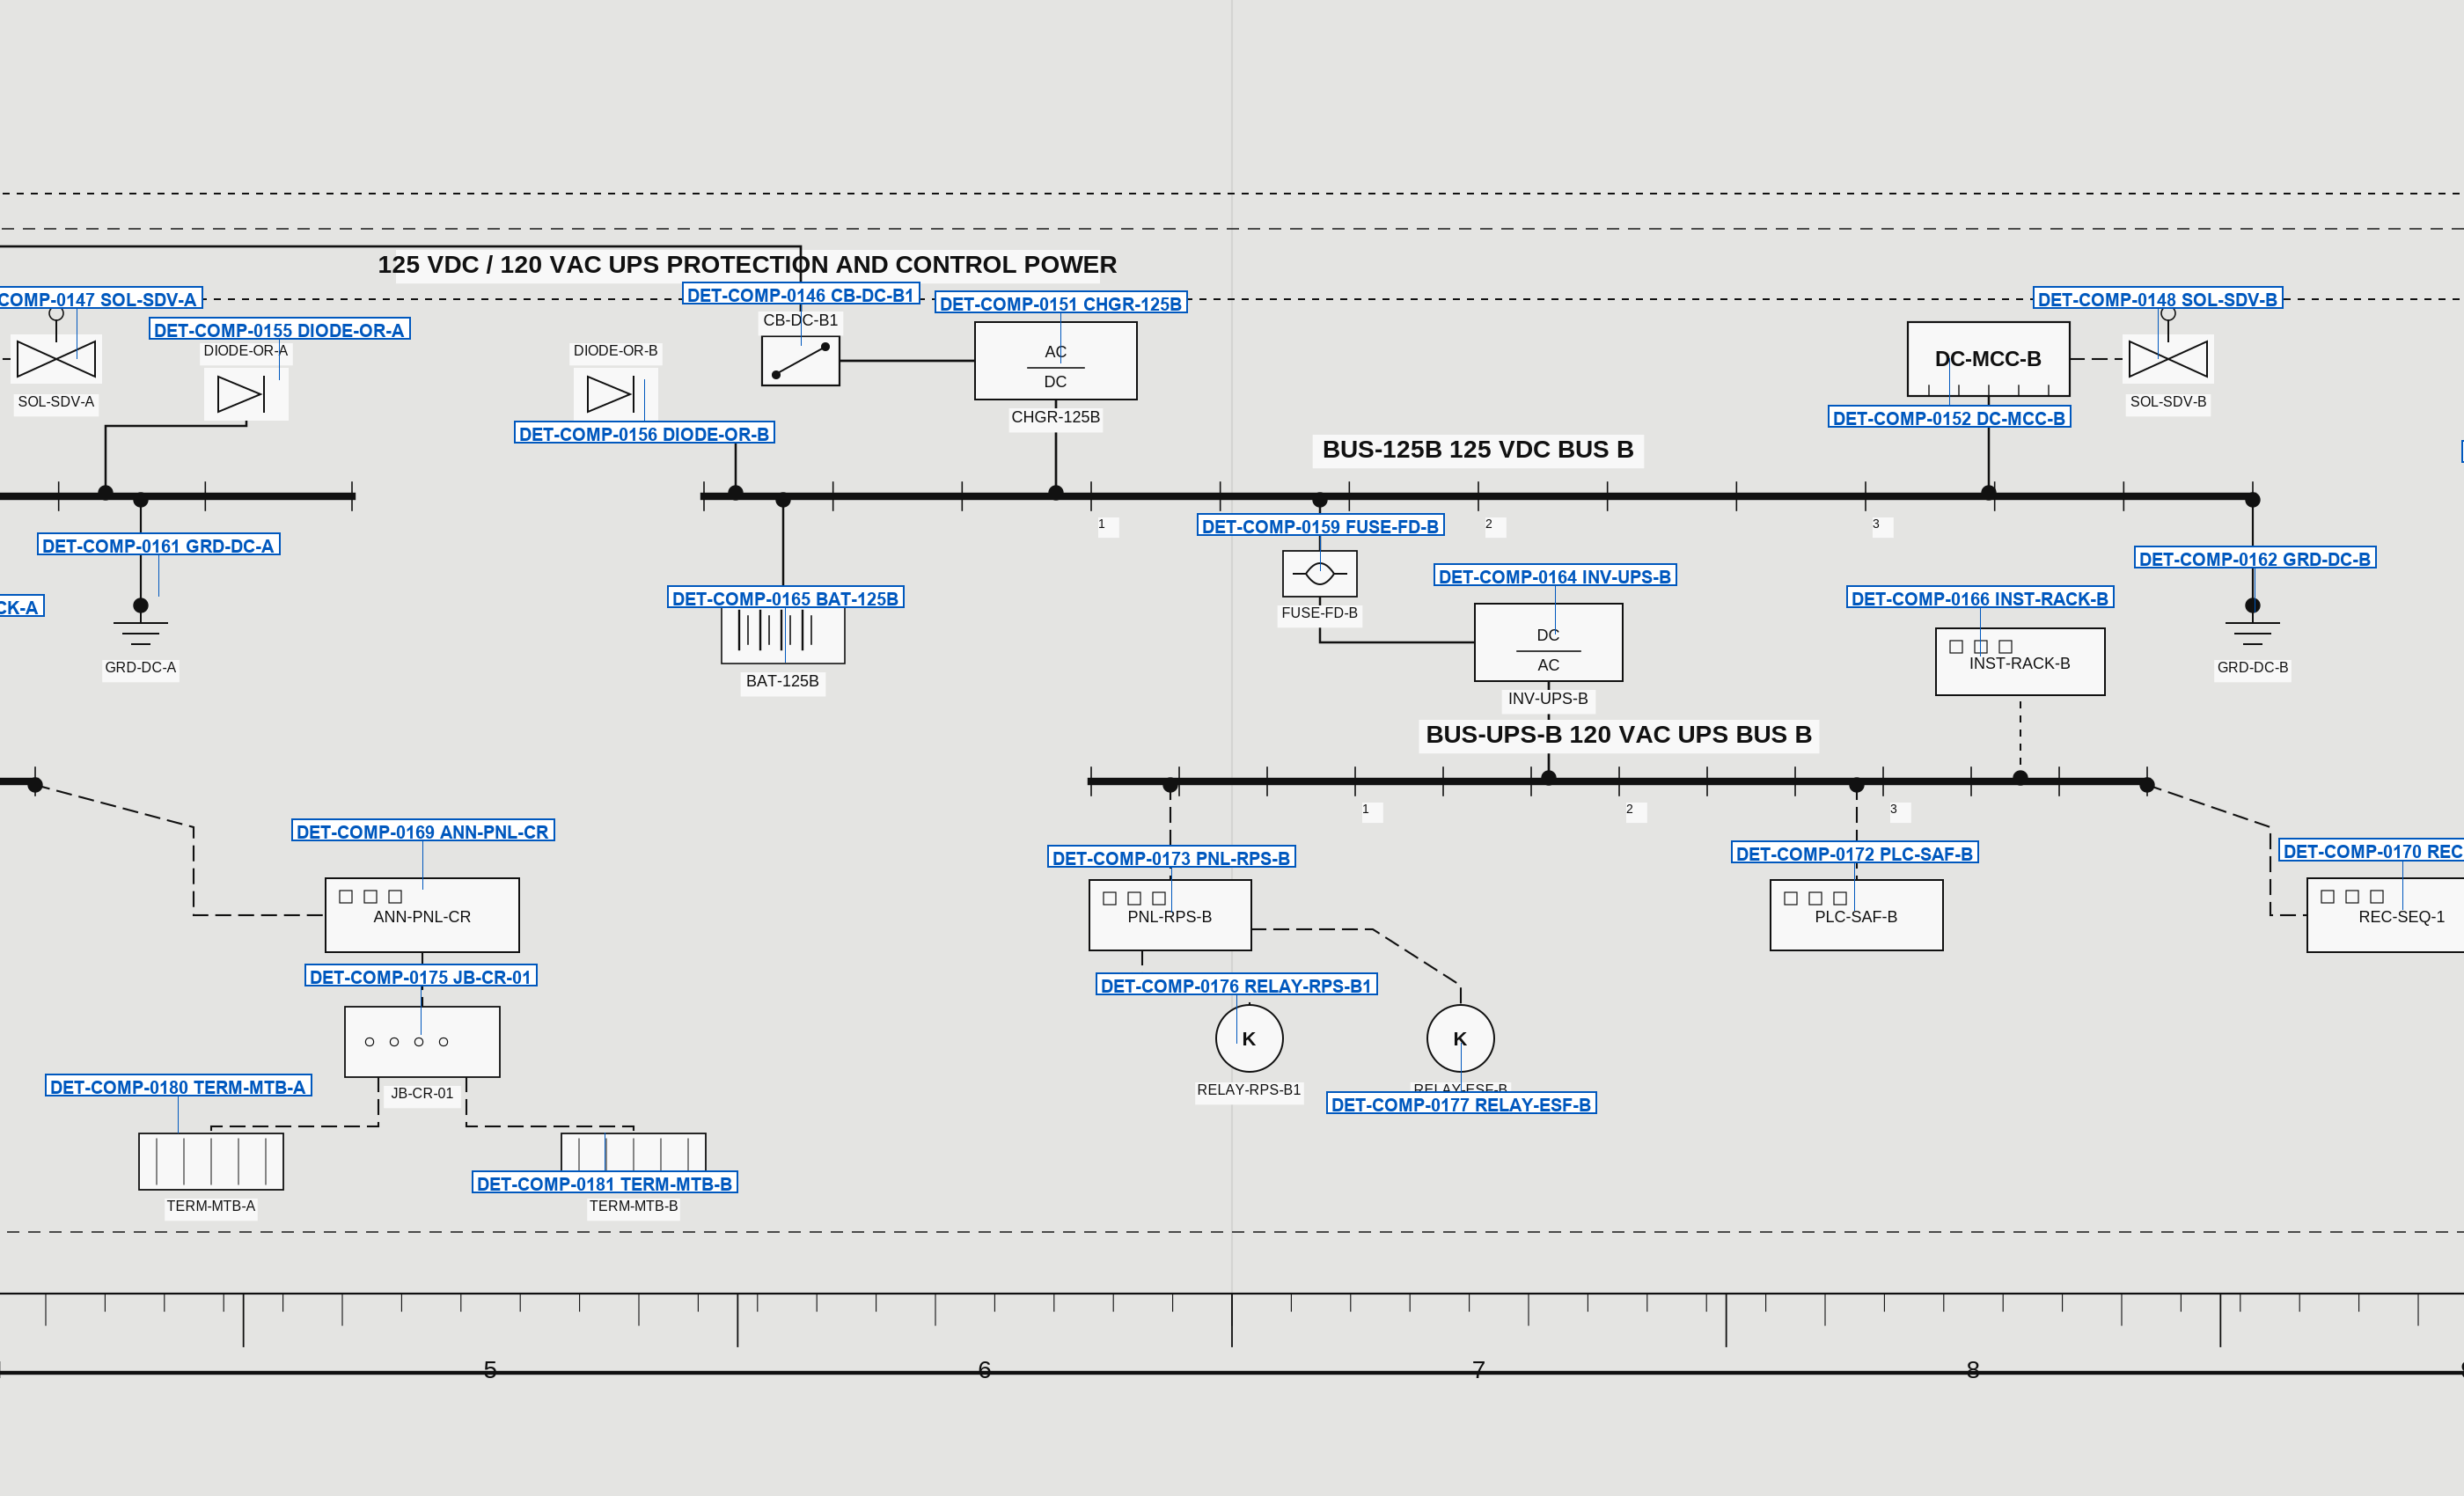 125 VDC / 120 VAC UPS PROTECTION AND CONTROL POWER
COMP-0147 SOL-SDV-A
DET-COMP-0146 CB-DC-B1
DET-COMP-0151 CHGR-125B
DET-COMP-0148 SOL-SDV-B
DET-COMP-0155 DIODE-OR-A
CB-DC-B1
DIODE-OR-A
DIODE-OR-B
AC
DC
DC-MCC-B
SOL-SDV-A
SOL-SDV-B
CHGR-125B
DET-COMP-0152 DC-MCC-B
DET-COMP-0156 DIODE-OR-B
BUS-125B 125 VDC BUS B
1
2
3
DET-COMP-0159 FUSE-FD-B
DET-COMP-0161 GRD-DC-A
DET-COMP-0162 GRD-DC-B
DET-COMP-0164 INV-UPS-B
DET-COMP-0165 BAT-125B
DET-COMP-0166 INST-RACK-B
CK-A
FUSE-FD-B
DC
AC
INST-RACK-B
GRD-DC-A
GRD-DC-B
BAT-125B
INV-UPS-B
BUS-UPS-B 120 VAC UPS BUS B
1
2
3
DET-COMP-0169 ANN-PNL-CR
DET-COMP-0173 PNL-RPS-B
DET-COMP-0172 PLC-SAF-B
DET-COMP-0170 REC
ANN-PNL-CR
PNL-RPS-B
PLC-SAF-B
REC-SEQ-1
DET-COMP-0175 JB-CR-01
DET-COMP-0176 RELAY-RPS-B1
K
K
DET-COMP-0180 TERM-MTB-A
JB-CR-01
RELAY-RPS-B1
RELAY-ESF-B
DET-COMP-0177 RELAY-ESF-B
DET-COMP-0181 TERM-MTB-B
TERM-MTB-A
TERM-MTB-B
5
6
7
8